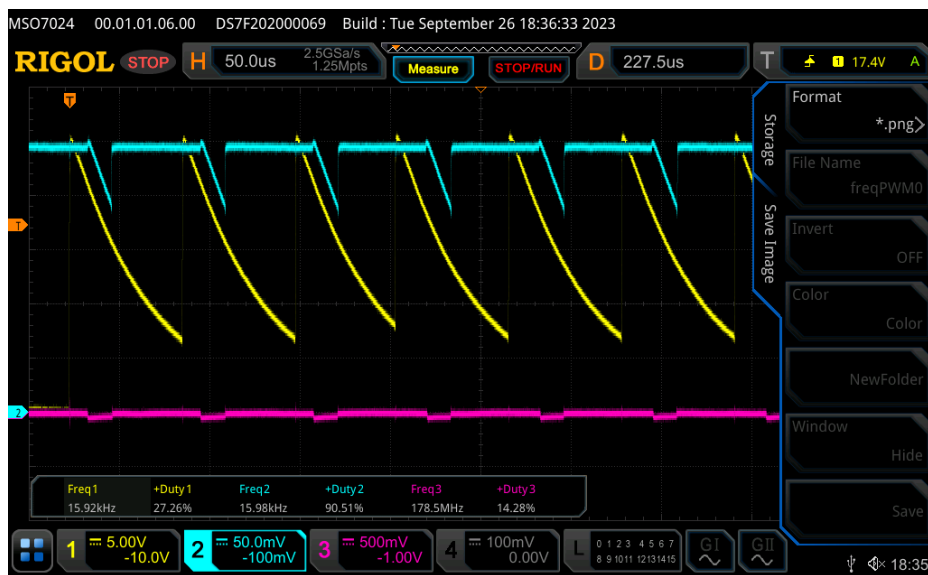 MSO7024 00.01.01.06.00 DS7F202000069 Build : Tue September 26 18:36:33 2023
RIGOL STOP H 50.0us 2.5GSa/s 1.25Mpts Measure STOP/RUN D 227.5us T 1 17.4V A
T
T
2
Storage
Save Image
Format
*.png>
File Name
freqPWM0
Invert
OFF
Color
Color
NewFolder
Window
Hide
Save
Freq1 +Duty1 Freq2 +Duty2 Freq3 +Duty3
15.92kHz 27.26% 15.98kHz 90.51% 178.5MHz 14.28%
1 5.00V -10.0V 2 50.0mV -100mV 3 500mV -1.00V 4 100mV 0.00V L 0 1 2 3 4 5 6 7 GI GII
8 9 10 11 12 13 14 15
18:35